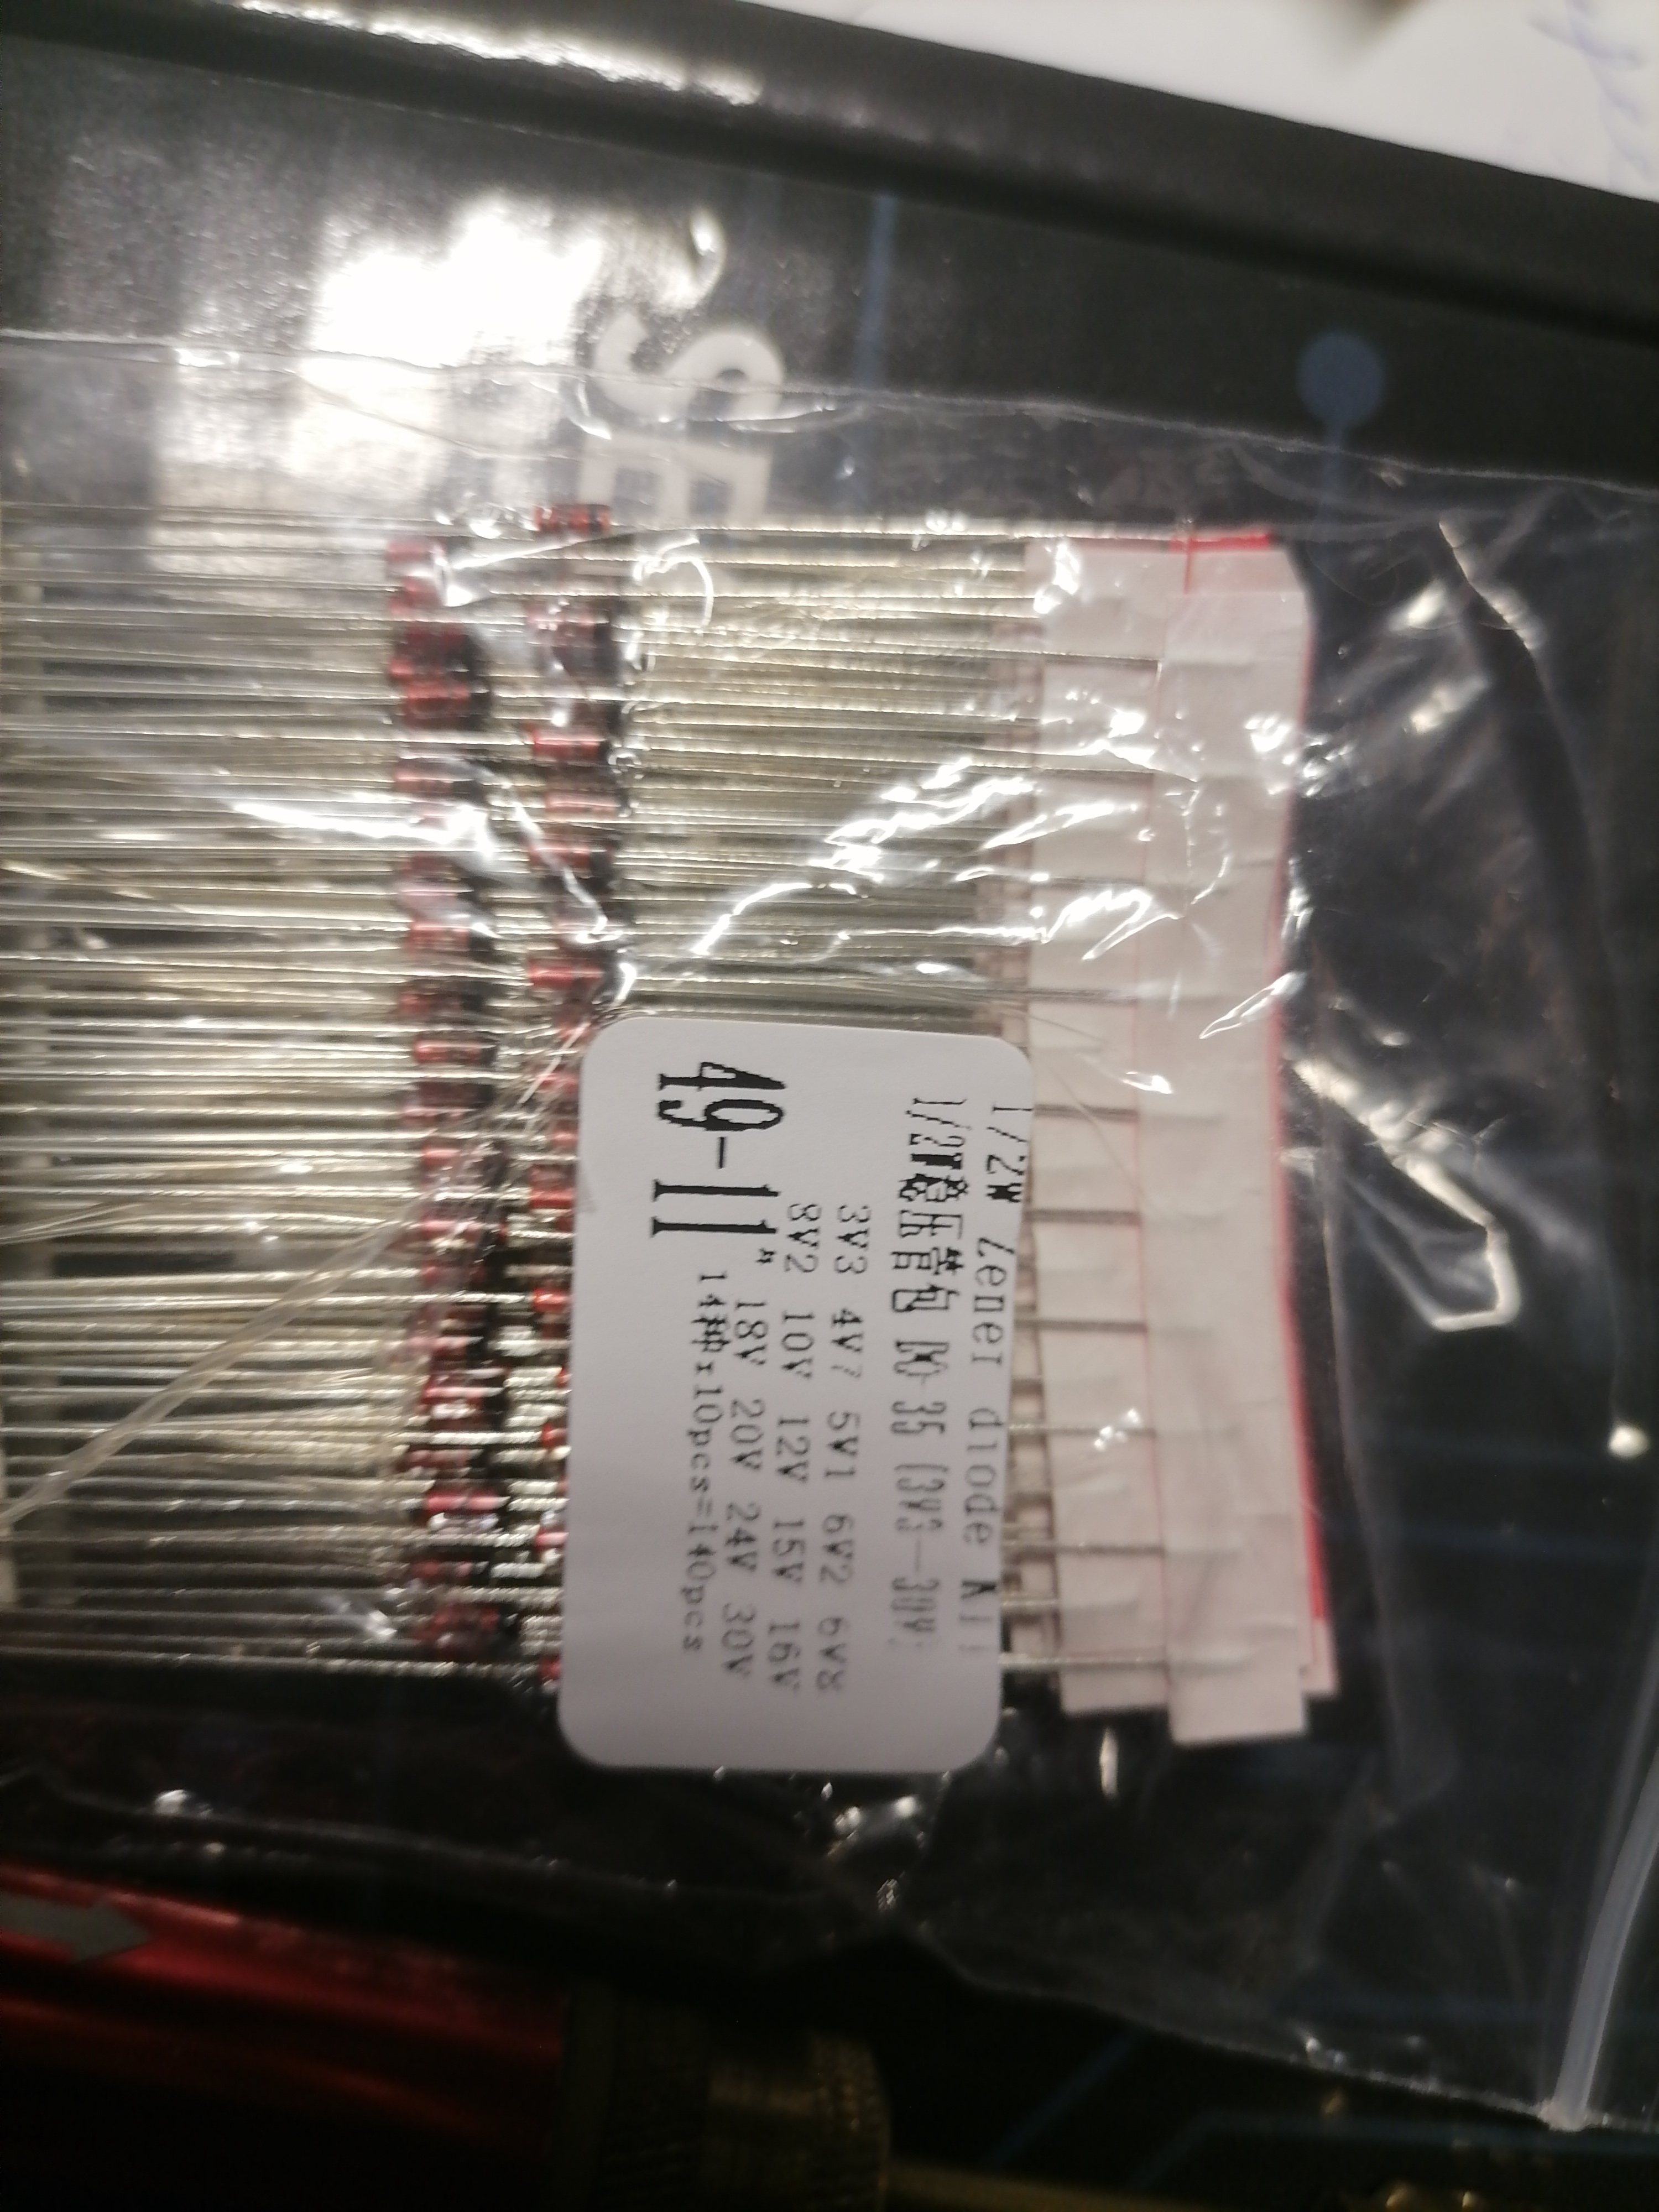 1/2W Zener diode Kit
1/2W稳压管包 DO-35 (3V3—30V)
3V3 4V7 5V1 6V2 6V8
8V2 10V 12V 15V 16V
18V 20V 24V 30V
14种x10pcs=140pcs
49-11#
SE